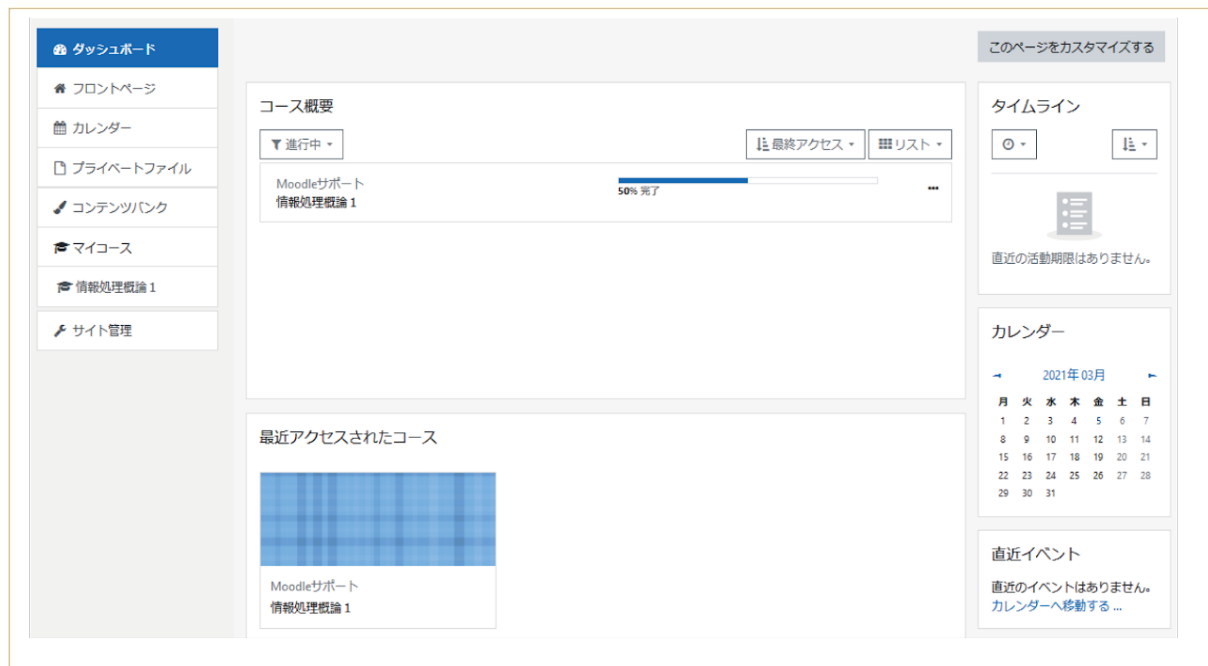 ダッシュボード
フロントページ
カレンダー
プライベートファイル
コンテンツバンク
マイコース
情報処理概論 1
サイト管理
このページをカスタマイズする
コース概要
進行中
最終アクセス
リスト
Moodleサポート
情報処理概論 1
50% 完了
最近アクセスされたコース
Moodleサポート
情報処理概論 1
タイムライン
直近の活動期限はありません。
カレンダー
2021年 03月
月 火 水 木 金 土 日
1 2 3 4 5 6 7
8 9 10 11 12 13 14
15 16 17 18 19 20 21
22 23 24 25 26 27 28
29 30 31
直近イベント
直近のイベントはありません。
カレンダーへ移動する ...